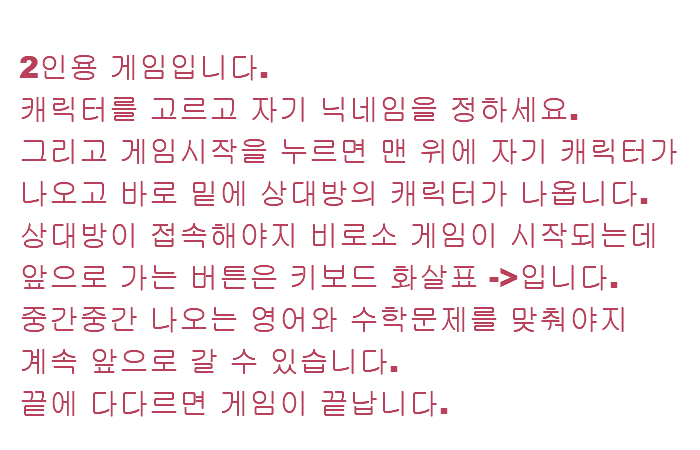 2인용 게임입니다.
캐릭터를 고르고 자기 닉네임을 정하세요.
그리고 게임시작을 누르면 맨 위에 자기 캐릭터가
나오고 바로 밑에 상대방의 캐릭터가 나옵니다.
상대방이 접속해야지 비로소 게임이 시작되는데
앞으로 가는 버튼은 키보드 화살표 ->입니다.
중간중간 나오는 영어와 수학문제를 맞춰야지
계속 앞으로 갈 수 있습니다.
끝에 다다르면 게임이 끝납니다.